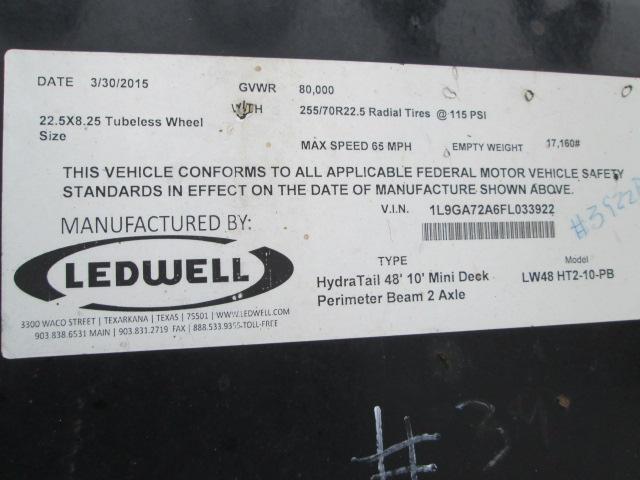 DATE 3/30/2015 GVWR 80,000
22.5X8.25 Tubeless Wheel Size WITH 255/70R22.5 Radial Tires @ 115 PSI
MAX SPEED 65 MPH EMPTY WEIGHT 17,160#
THIS VEHICLE CONFORMS TO ALL APPLICABLE FEDERAL MOTOR VEHICLE SAFETY
STANDARDS IN EFFECT ON THE DATE OF MANUFACTURE SHOWN ABOVE.
V.I.N. 1L9GA72A6FL033922
MANUFACTURED BY:
LEDWELL
3300 WACO STREET | TEXARKANA | TEXAS | 75501 | WWW.LEDWELL.COM
903.838.6531 MAIN | 903.831.2719 FAX | 888.533.9355-TOLL-FREE
TYPE
HydraTail 48' 10' Mini Deck
Perimeter Beam 2 Axle
Model
LW48 HT2-10-PB
#3922
#39